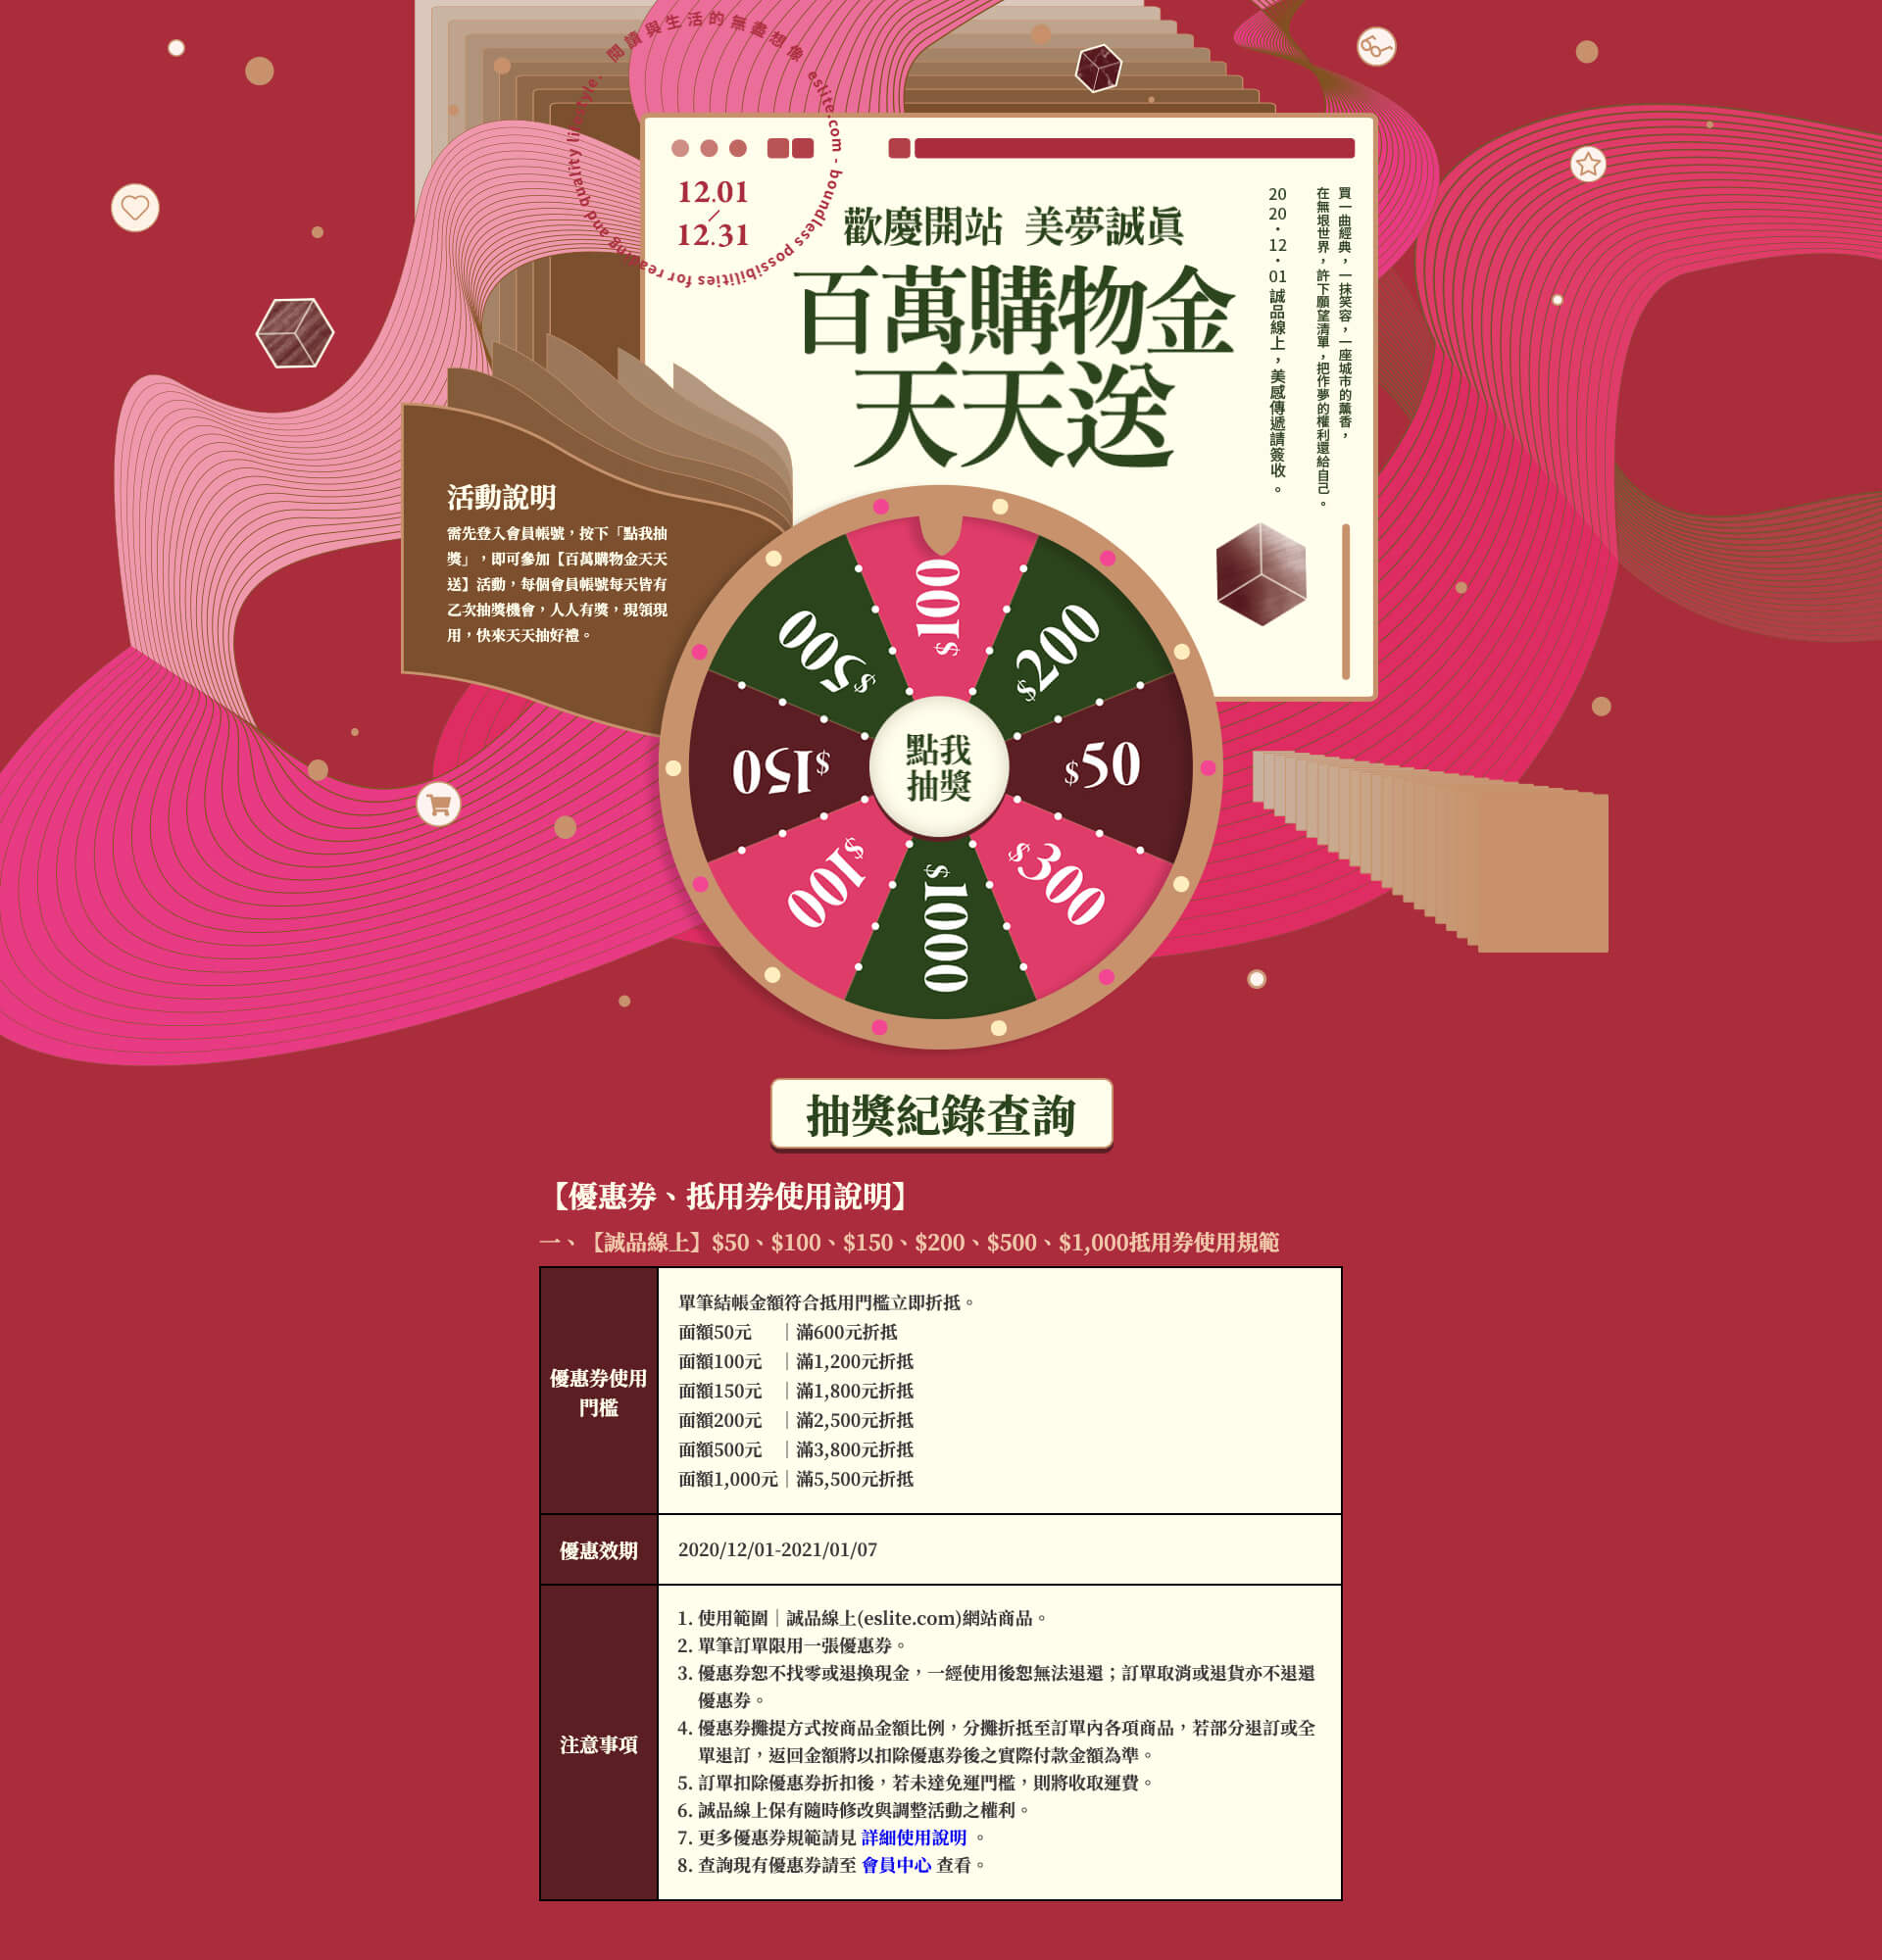 閱讀與生活的無盡想像
eslite.com - boundless possibilities for reading and quality lifestyle.
12.01
/
12.31
歡慶開站 美夢誠真
百萬購物金
天天送
買一曲經典，一抹笑容，一座城市的薰香，
在無垠世界，許下願望清單，把作夢的權利還給自己。
2020・12・01誠品線上，美感傳遞請簽收。
活動說明
需先登入會員帳號，按下「點我抽
獎」，即可參加【百萬購物金天天
送】活動，每個會員帳號每天皆有
乙次抽獎機會，人人有獎，現領現
用，快來天天抽好禮。
$100
$200
$50
$300
$1000
$100
$150
$500
點我
抽獎
抽獎紀錄查詢
【優惠券、抵用券使用說明】
一、【誠品線上】$50、$100、$150、$200、$500、$1,000抵用券使用規範
優惠券使用
門檻
單筆結帳金額符合抵用門檻立即折抵。
面額50元　｜滿600元折抵
面額100元　｜滿1,200元折抵
面額150元　｜滿1,800元折抵
面額200元　｜滿2,500元折抵
面額500元　｜滿3,800元折抵
面額1,000元｜滿5,500元折抵
優惠效期
2020/12/01-2021/01/07
注意事項
1. 使用範圍｜誠品線上(eslite.com)網站商品。
2. 單筆訂單限用一張優惠券。
3. 優惠券恕不找零或退換現金，一經使用後恕無法退還；訂單取消或退貨亦不退還
優惠券。
4. 優惠券攤提方式按商品金額比例，分攤折抵至訂單內各項商品，若部分退訂或全
單退訂，返回金額將以扣除優惠券後之實際付款金額為準。
5. 訂單扣除優惠券折扣後，若未達免運門檻，則將收取運費。
6. 誠品線上保有隨時修改與調整活動之權利。
7. 更多優惠券規範請見 詳細使用說明 。
8. 查詢現有優惠券請至 會員中心 查看。